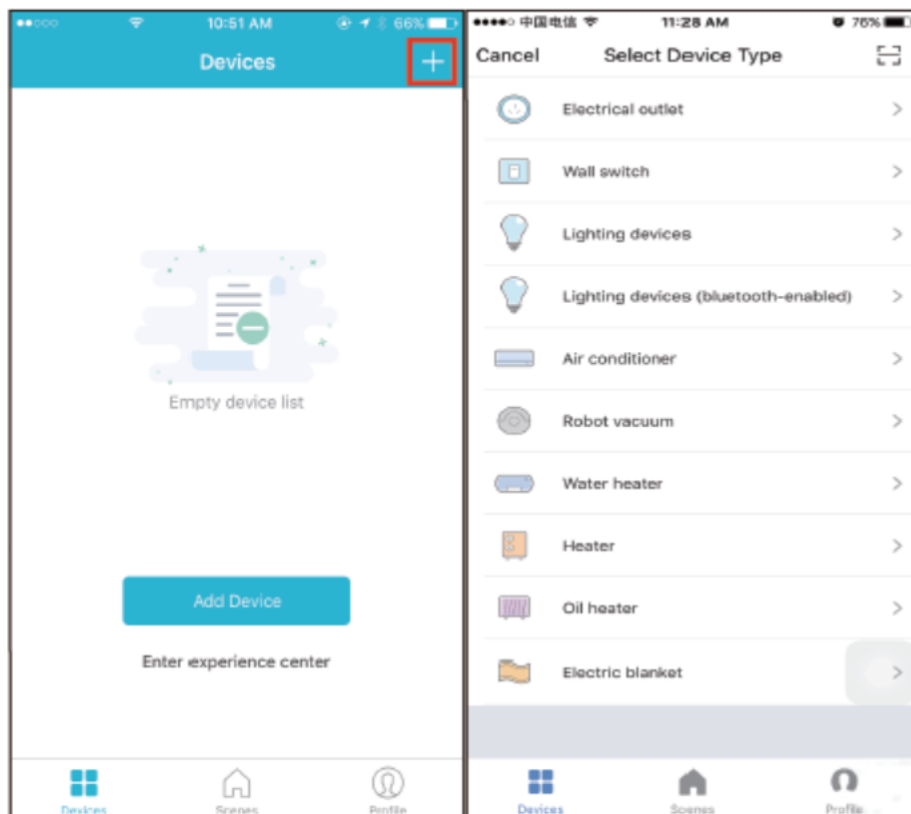 10:51 AM
66%
Devices
Empty device list
Add Device
Enter experience center
Devices
Scenes
Profile
中国电信
11:28 AM
76%
Cancel
Select Device Type
Electrical outlet
Wall switch
Lighting devices
Lighting devices (bluetooth-enabled)
Air conditioner
Robot vacuum
Water heater
Heater
Oil heater
Electric blanket
Devices
Scenes
Profile